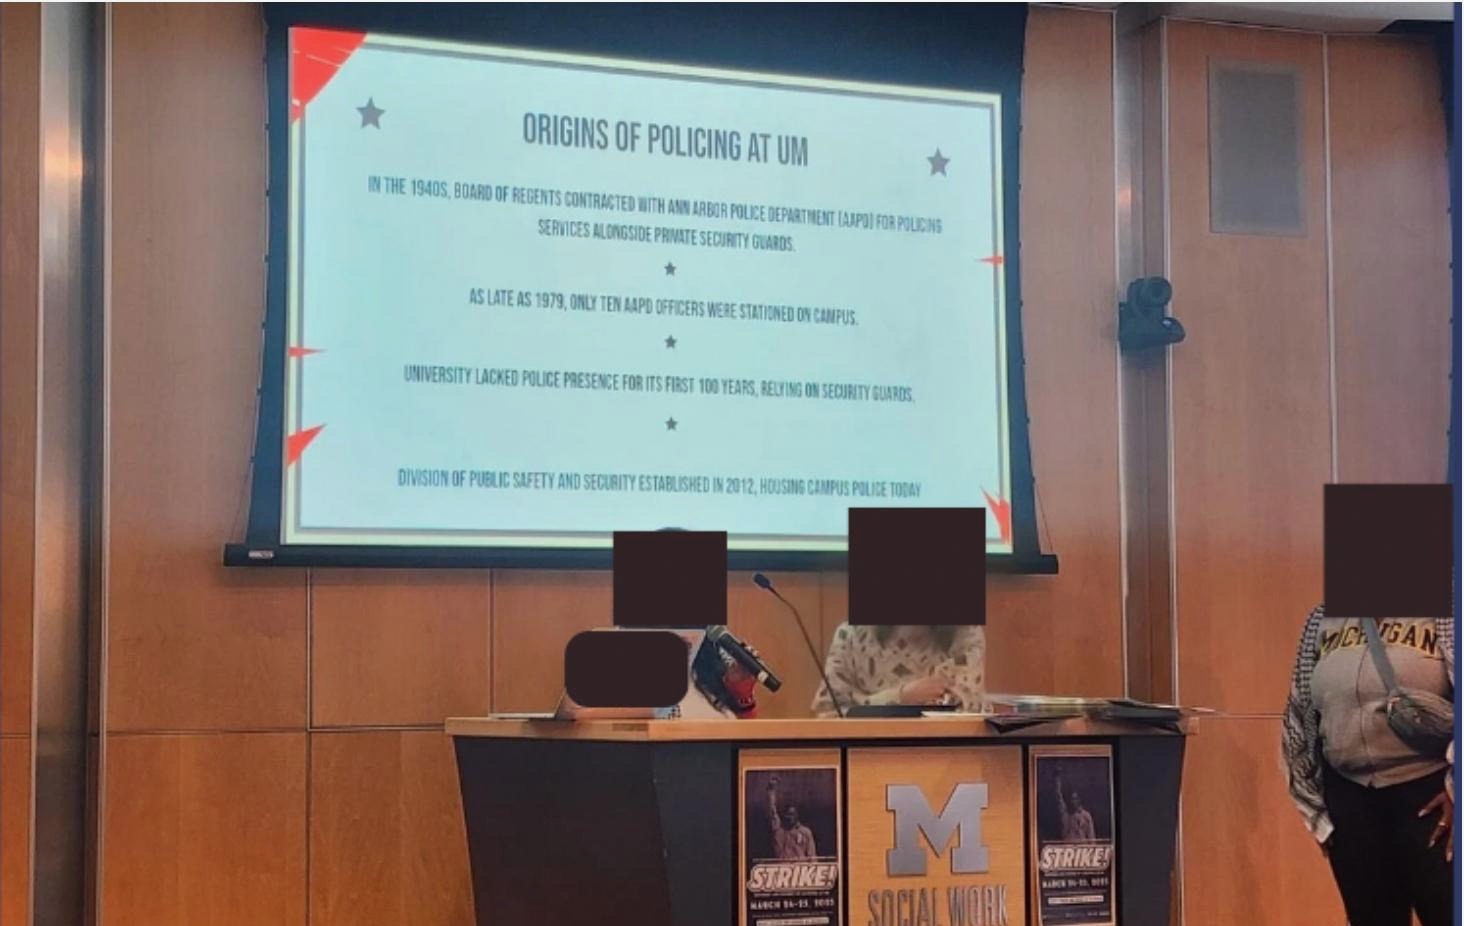 ORIGINS OF POLICING AT UM
IN THE 1940S, BOARD OF REGENTS CONTRACTED WITH ANN ARBOR POLICE DEPARTMENT (AAPD) FOR POLICING
SERVICES ALONGSIDE PRIVATE SECURITY GUARDS.
AS LATE AS 1979, ONLY TEN AAPD OFFICERS WERE STATIONED ON CAMPUS.
UNIVERSITY LACKED POLICE PRESENCE FOR ITS FIRST 100 YEARS, RELYING ON SECURITY GUARDS.
DIVISION OF PUBLIC SAFETY AND SECURITY ESTABLISHED IN 2012, HOUSING CAMPUS POLICE TODAY
MICHIGAN
STRIKE!
MARCH 24-25, 2025
M
SOCIAL WORK
STRIKE!
MARCH 24-25, 2025